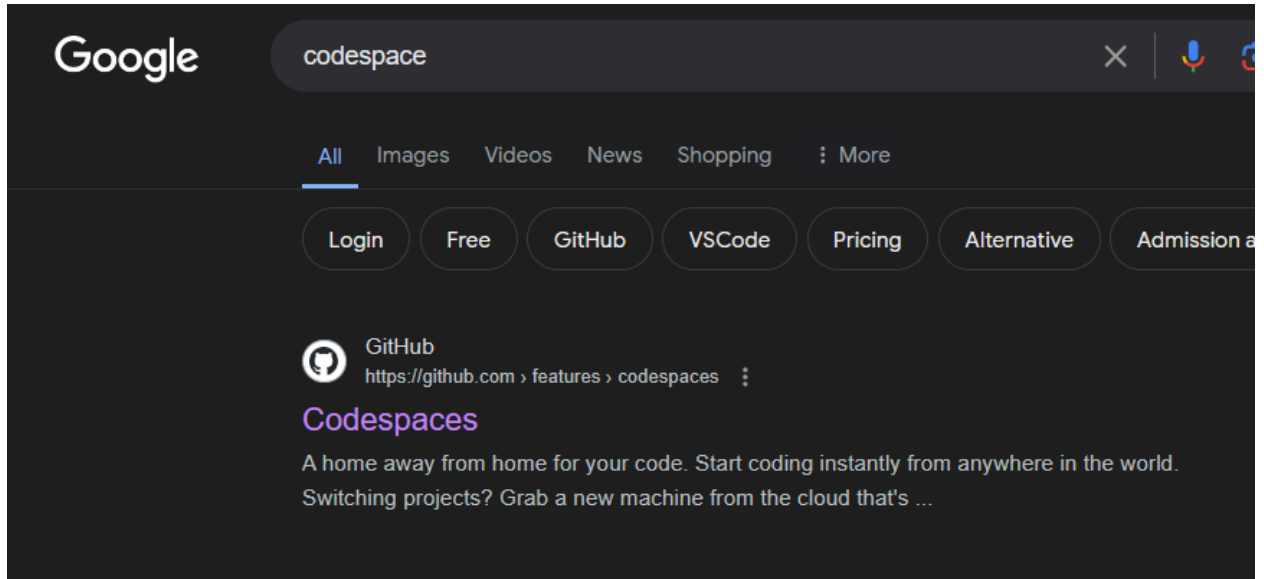 Google codespace
All Images Videos News Shopping More
Login Free GitHub VSCode Pricing Alternative Admission a
GitHub
https://github.com › features › codespaces
Codespaces
A home away from home for your code. Start coding instantly from anywhere in the world.
Switching projects? Grab a new machine from the cloud that's ...